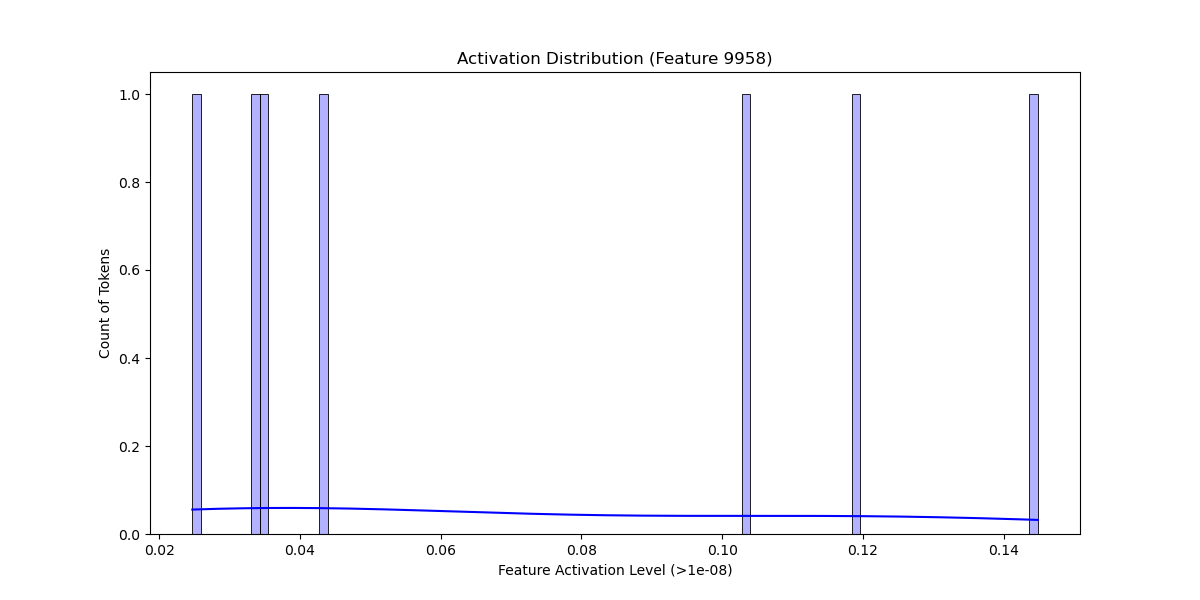 Activation Distribution (Feature 9958)
Count of Tokens
1.0
0.8
0.6
0.4
0.2
0.0
0.02 0.04 0.06 0.08 0.10 0.12 0.14
Feature Activation Level (>1e-08)